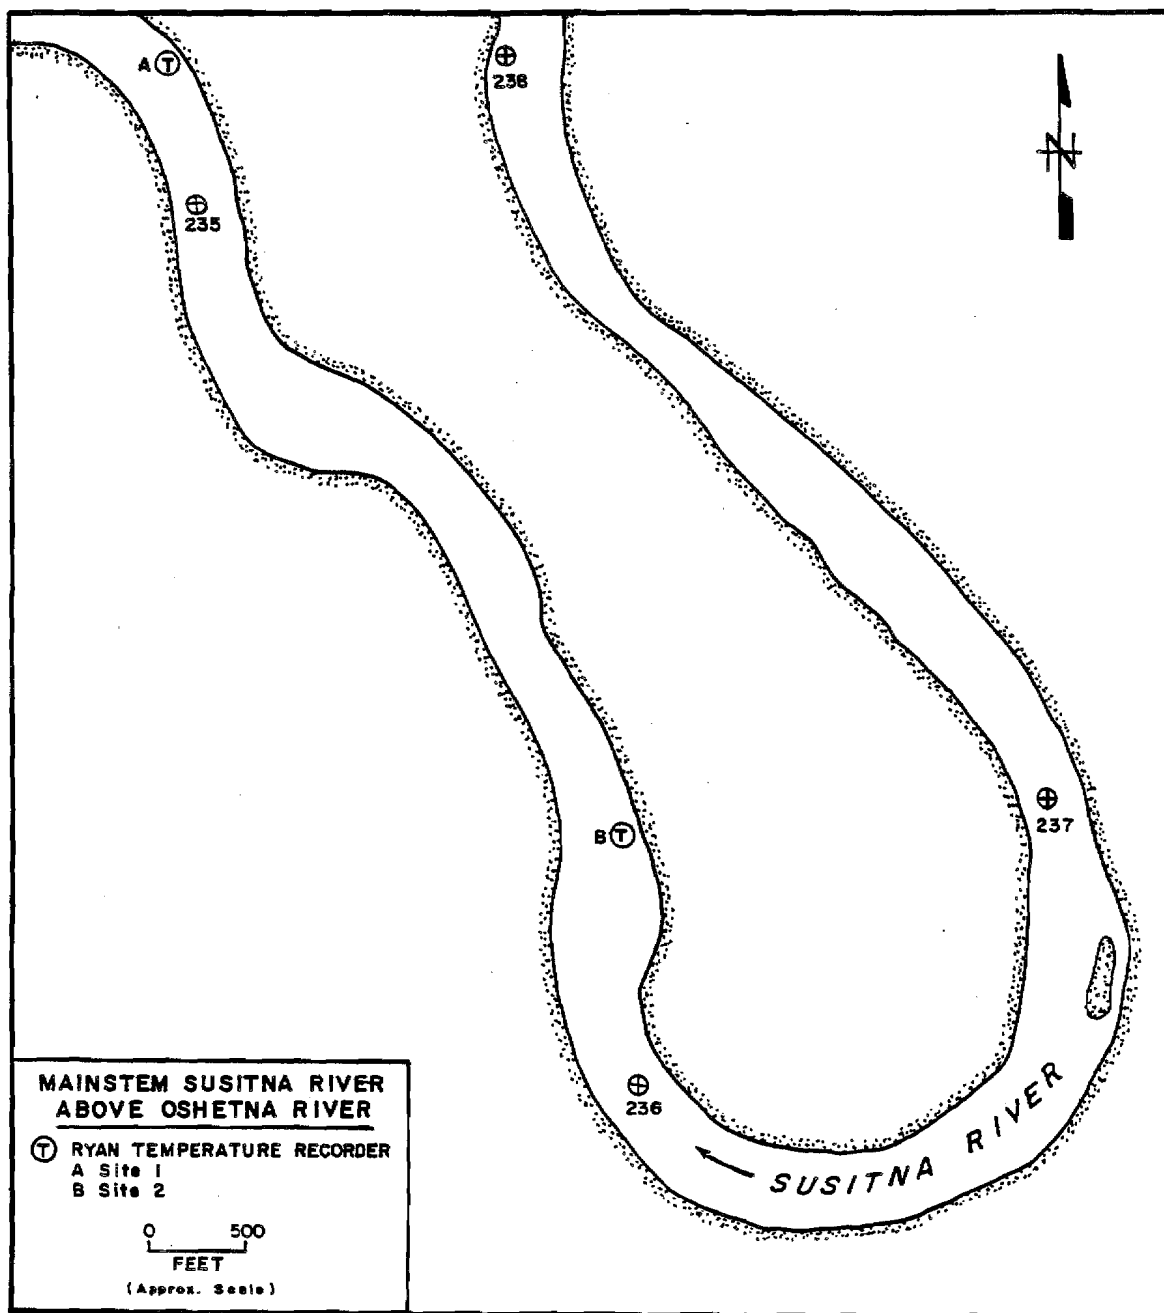 A T
238
N
235
B T
237
236
SUSITNA RIVER
MAINSTEM SUSITNA RIVER
ABOVE OSHETNA RIVER
T RYAN TEMPERATURE RECORDER
A Site 1
B Site 2
0 500
FEET
(Approx. Scale)